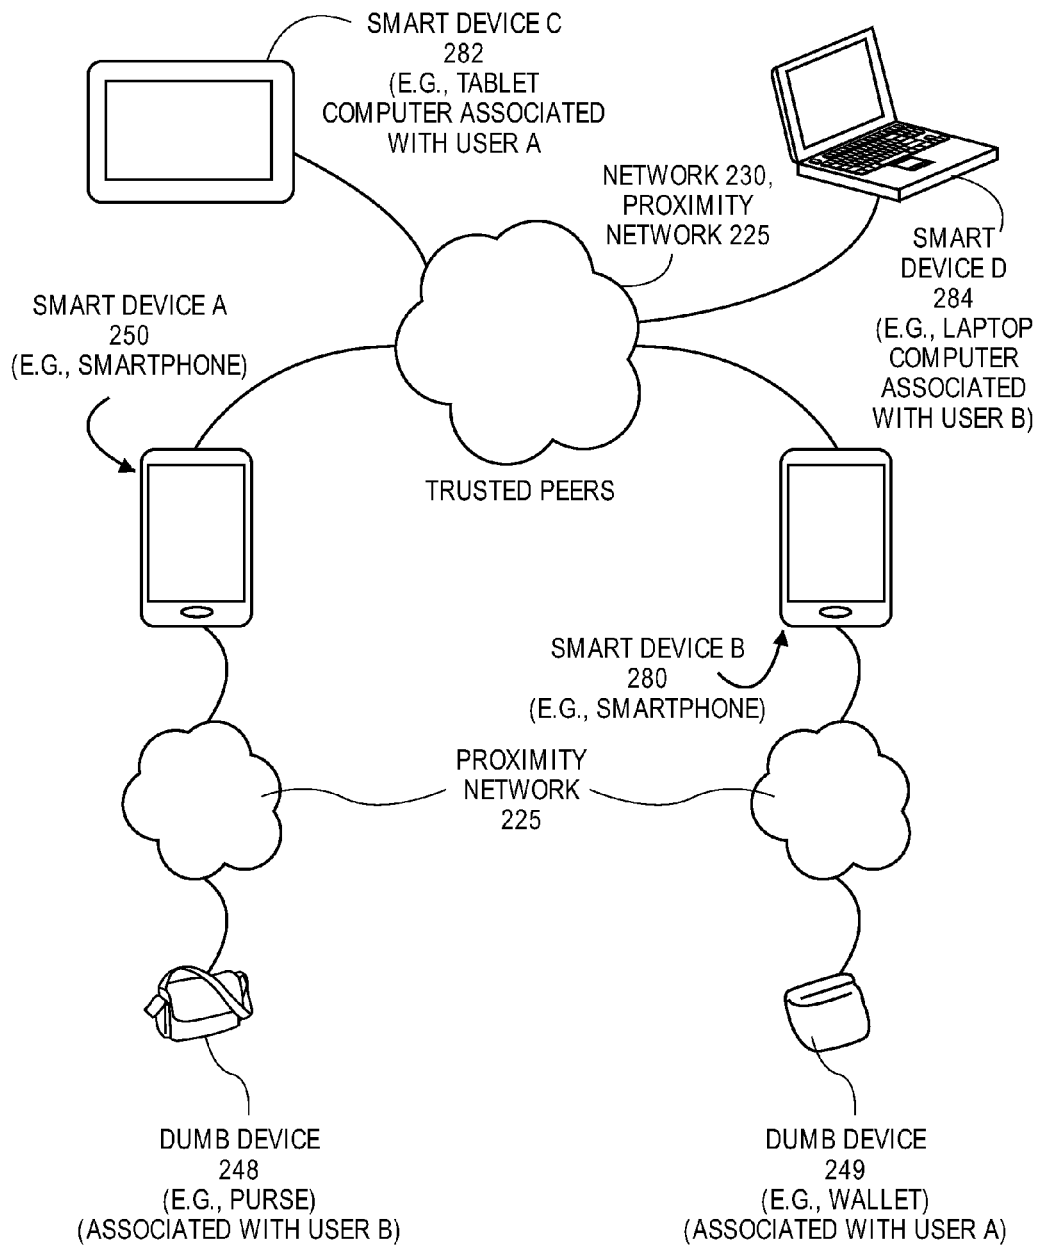 SMART DEVICE C
282
(E.G., TABLET
COMPUTER ASSOCIATED
WITH USER A
NETWORK 230,
PROXIMITY
NETWORK 225
SMART
DEVICE D
284
(E.G., LAPTOP
COMPUTER
ASSOCIATED
WITH USER B)
SMART DEVICE A
250
(E.G., SMARTPHONE)
TRUSTED PEERS
SMART DEVICE B
280
(E.G., SMARTPHONE)
PROXIMITY
NETWORK
225
DUMB DEVICE
248
(E.G., PURSE)
(ASSOCIATED WITH USER B)
DUMB DEVICE
249
(E.G., WALLET)
(ASSOCIATED WITH USER A)